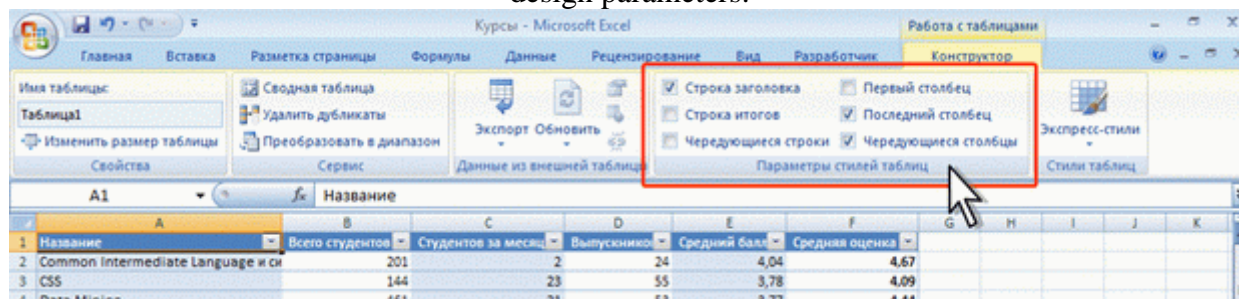 design parameters.
Курсы - Microsoft Excel
Работа с таблицами
Главная Вставка Разметка страницы Формулы Данные Рецензирование Вид Разработчик Конструктор
Имя таблицы:
Таблица1
Изменить размер таблицы
Свойства
Сводная таблица
Удалить дубликаты
Преобразовать в диапазон
Сервис
Экспорт Обновить
Данные из внешней таблицы
Строка заголовка
Строка итогов
Чередующиеся строки
Первый столбец
Последний столбец
Чередующиеся столбцы
Параметры стилей таблиц
Экспресс-стили
Стили таблиц
A1 fx Название
A B C D E F G H I J K
1 Название Всего студентов Студентов за месяц Выпускников Средний балл Средняя оценка
2 Common Intermediate Language и си 201 2 24 4,04 4,67
3 CSS 144 23 55 3,78 4,09